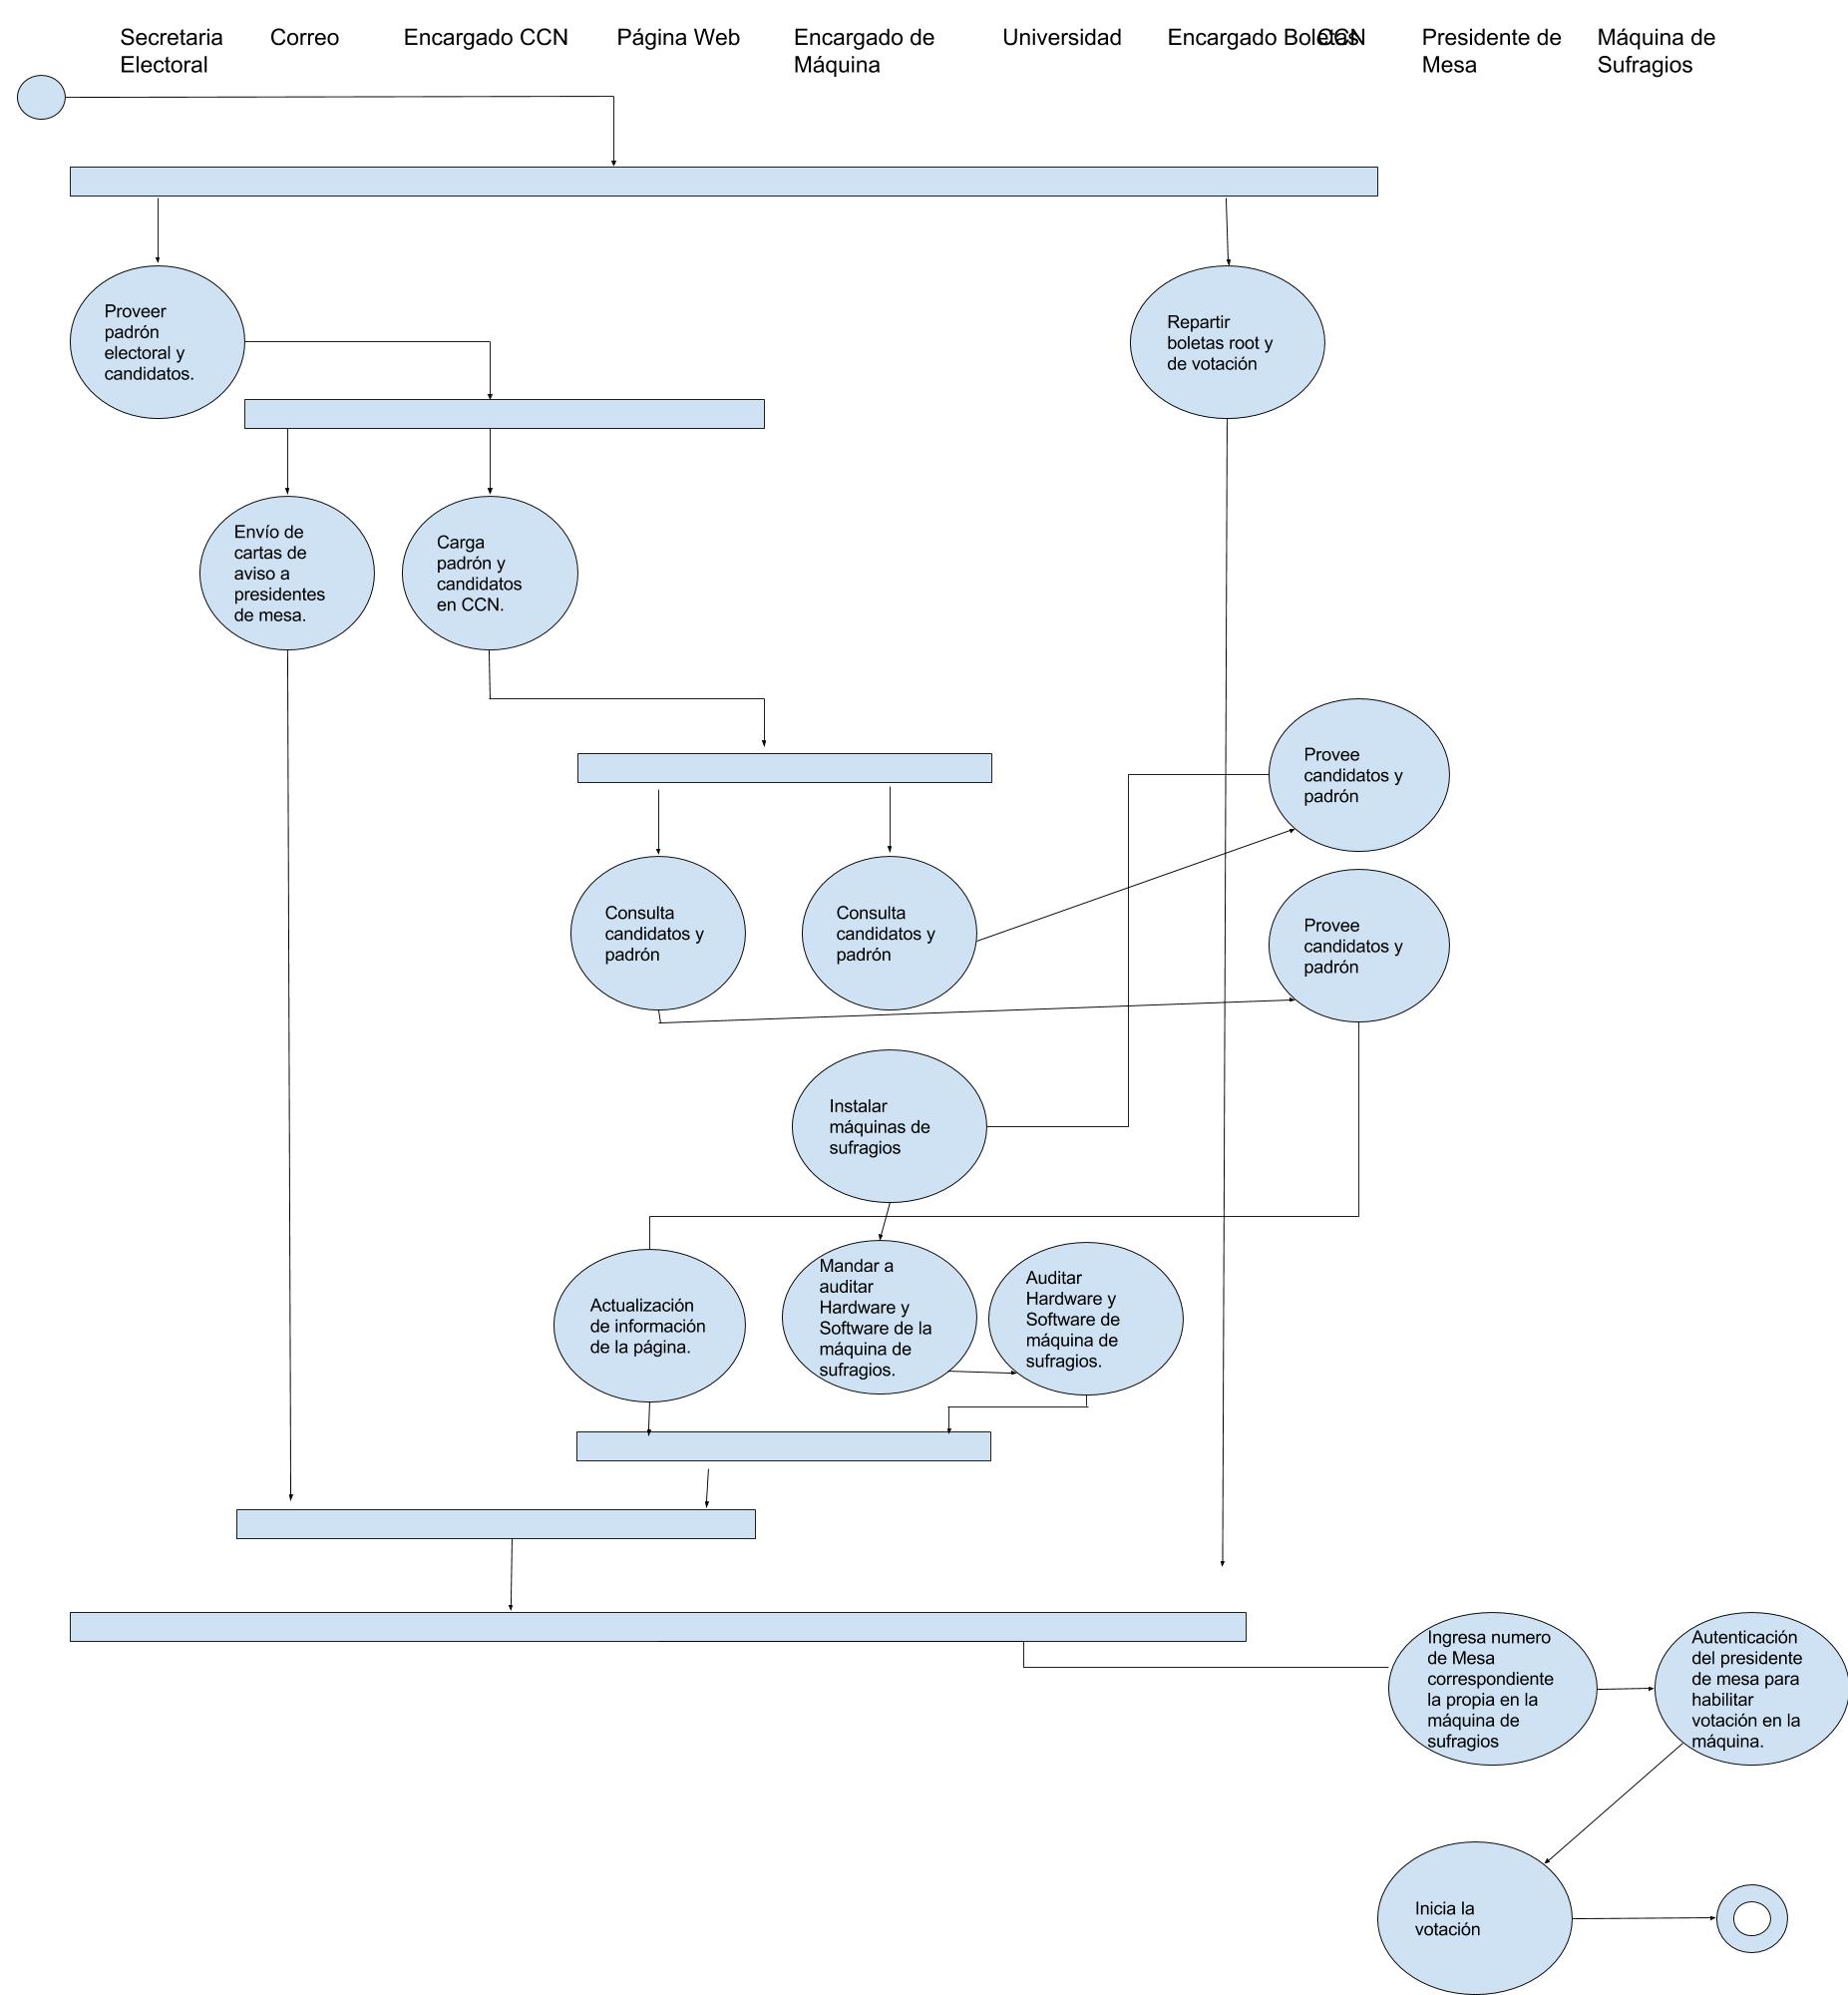 Secretaria
Electoral
Correo
Encargado CCN
Página Web
Encargado de
Máquina
Universidad
Encargado Boletas
CCN
Presidente de
Mesa
Máquina de
Sufragios
Proveer
padrón
electoral y
candidatos.
Repartir
boletas root y
de votación
Envío de
cartas de
aviso a
presidentes
de mesa.
Carga
padrón y
candidatos
en CCN.
Provee
candidatos y
padrón
Consulta
candidatos y
padrón
Consulta
candidatos y
padrón
Provee
candidatos y
padrón
Instalar
máquinas de
sufragios
Actualización
de información
de la página.
Mandar a
auditar
Hardware y
Software de la
máquina de
sufragios.
Auditar
Hardware y
Software de
máquina de
sufragios.
Ingresa numero
de Mesa
correspondiente
la propia en la
máquina de
sufragios
Autenticación
del presidente
de mesa para
habilitar
votación en la
máquina.
Inicia la
votación